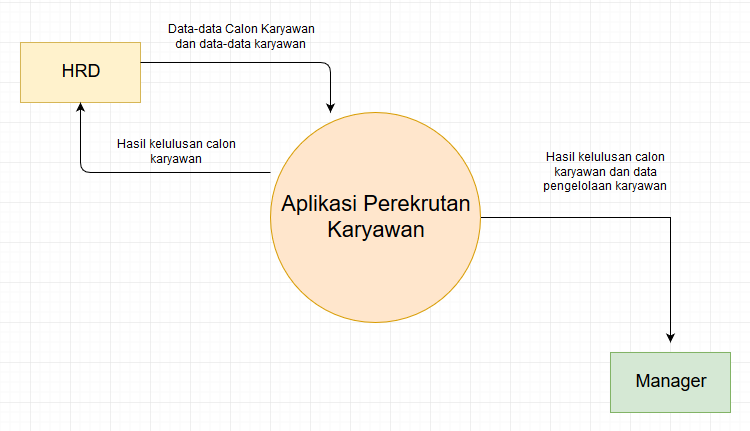 Data-data Calon Karyawan
dan data-data karyawan
HRD
Hasil kelulusan calon
karyawan
Hasil kelulusan calon
karyawan dan data
pengelolaan karyawan
Aplikasi Perekrutan
Karyawan
Manager